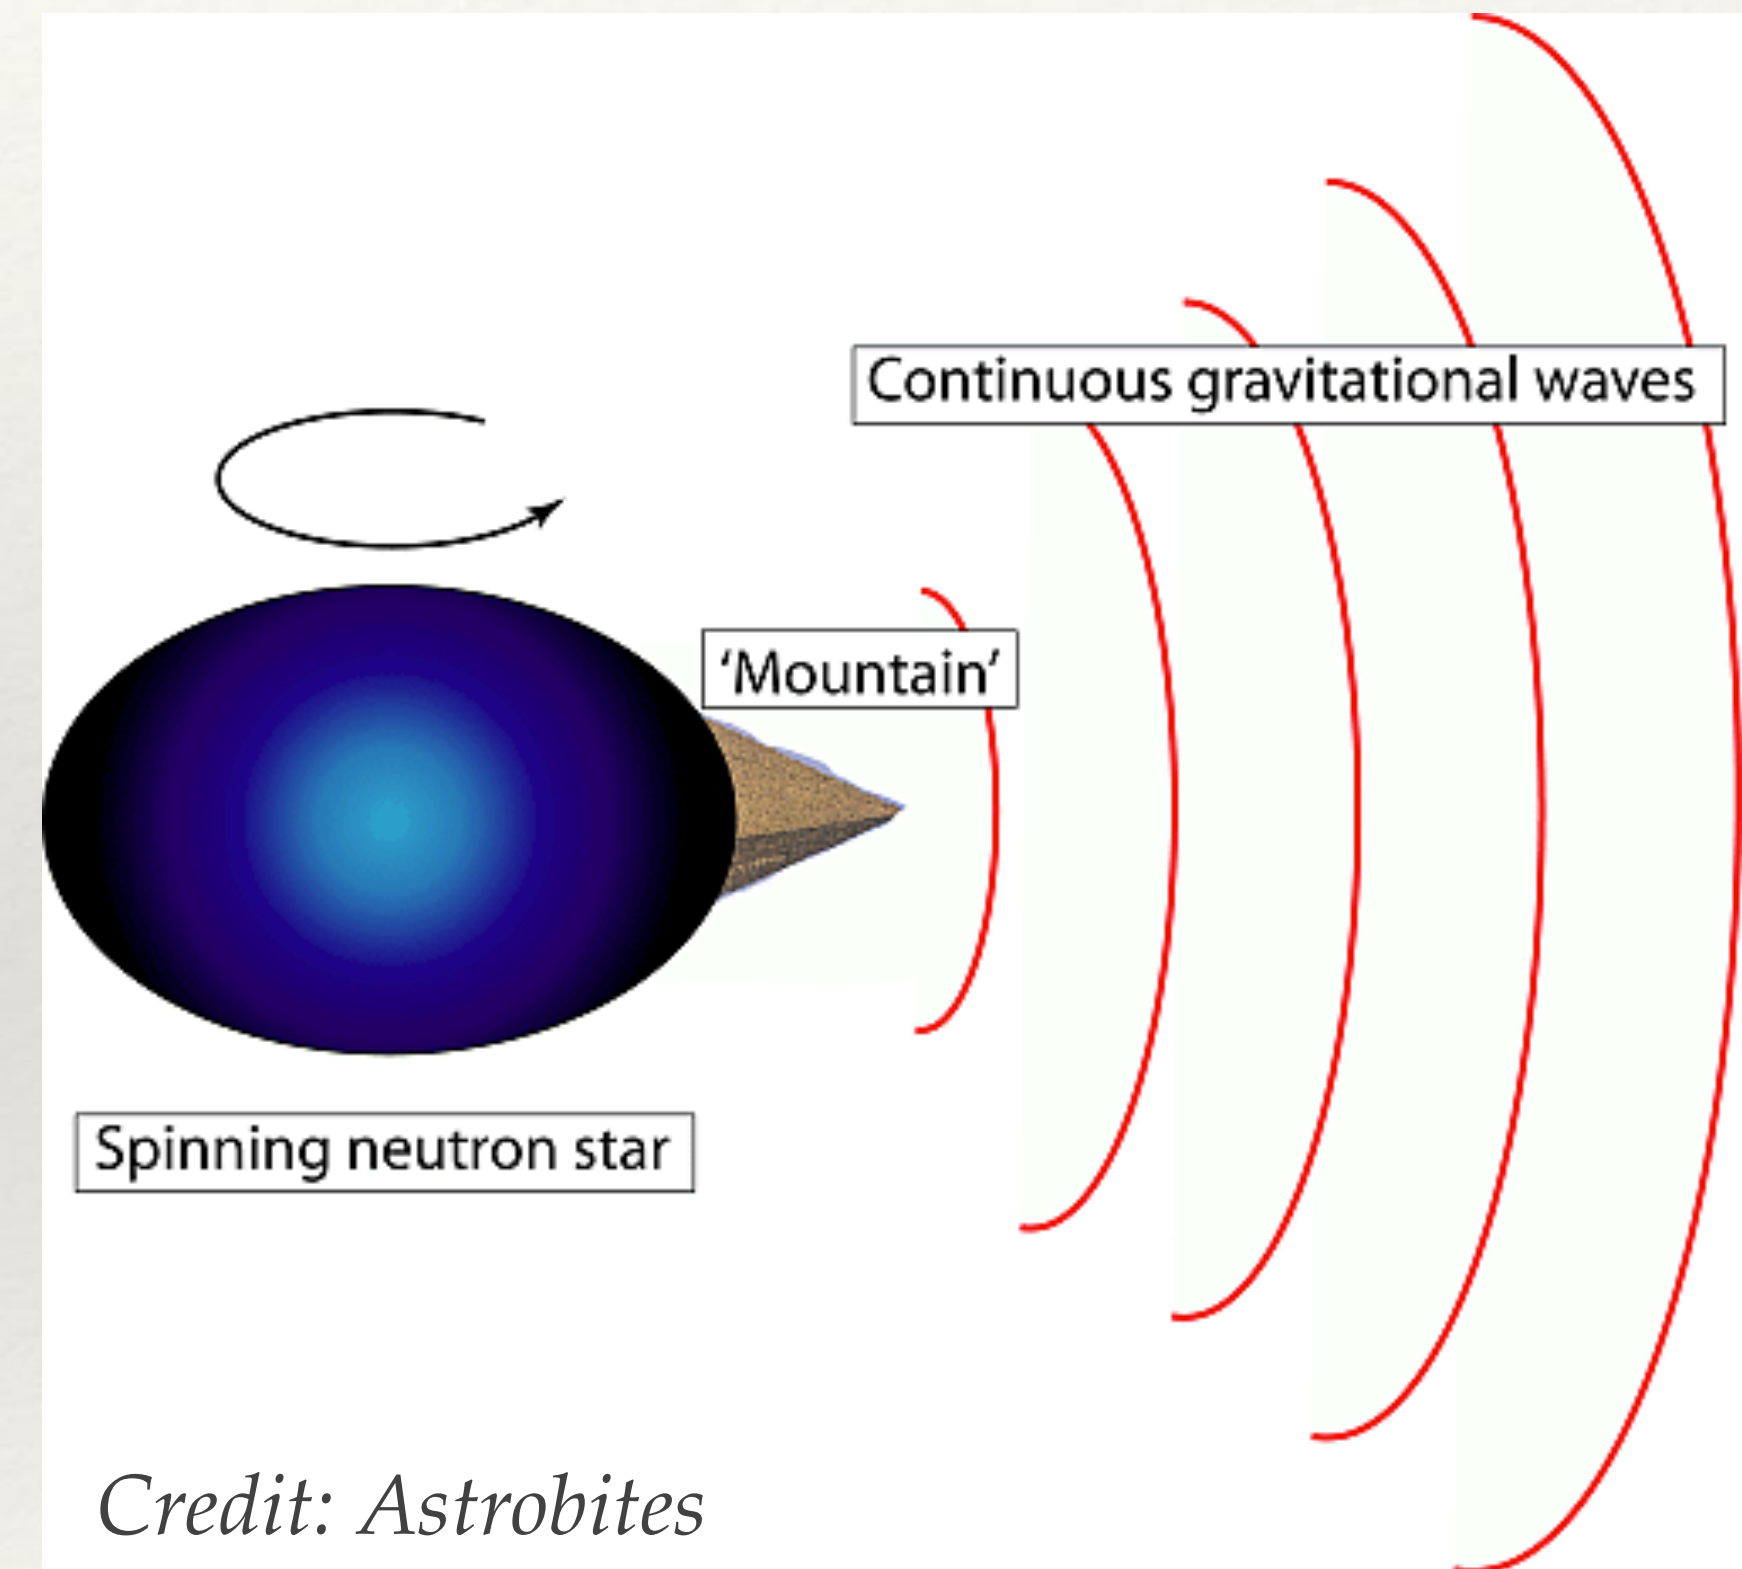 Continuous gravitational waves
‘Mountain’
Spinning neutron star
Credit: Astrobites